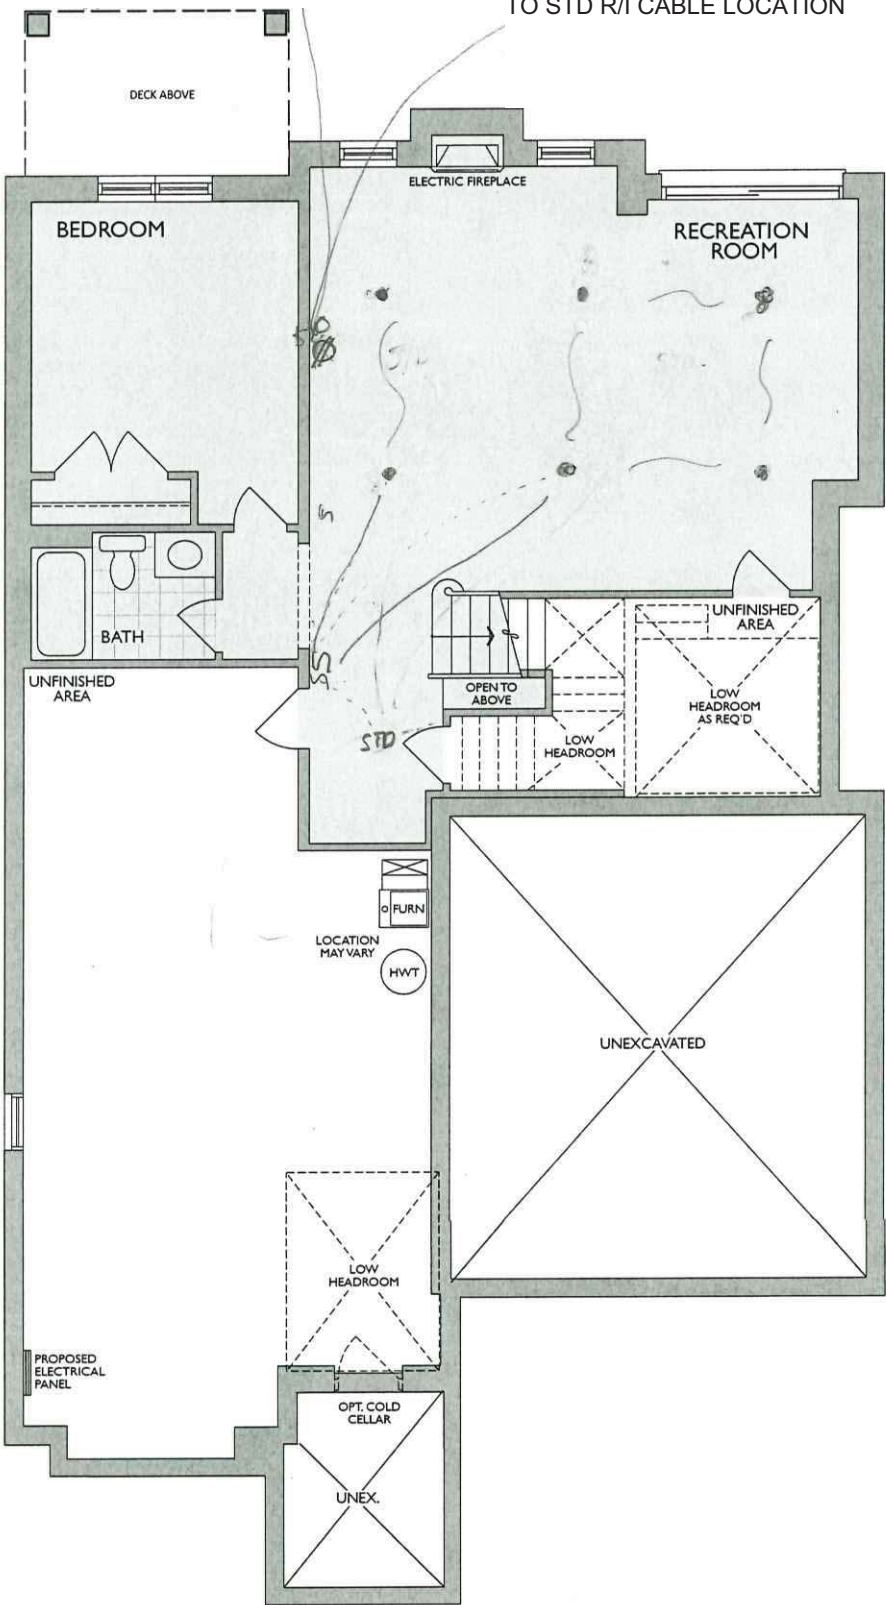 TO STD R/I CABLE LOCATION
DECK ABOVE
ELECTRIC FIREPLACE
BEDROOM
RECREATION
ROOM
BATH
UNFINISHED
AREA
UNFINISHED
AREA
OPEN TO
ABOVE
LOW
HEADROOM
AS REQ'D
STD
LOW
HEADROOM
FURN
LOCATION
MAY VARY
HWT
UNEXCAVATED
LOW
HEADROOM
PROPOSED
ELECTRICAL
PANEL
OPT. COLD
CELLAR
UNEX.